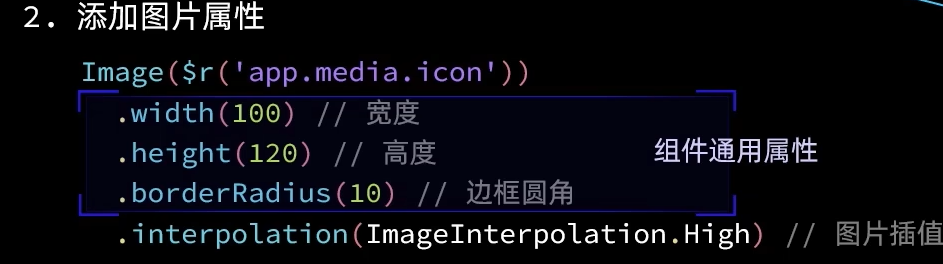 2. 添加图片属性
Image($r('app.media.icon'))
.width(100) // 宽度
.height(120) // 高度
组件通用属性
.borderRadius(10) // 边框圆角
.interpolation(ImageInterpolation.High) // 图片插值